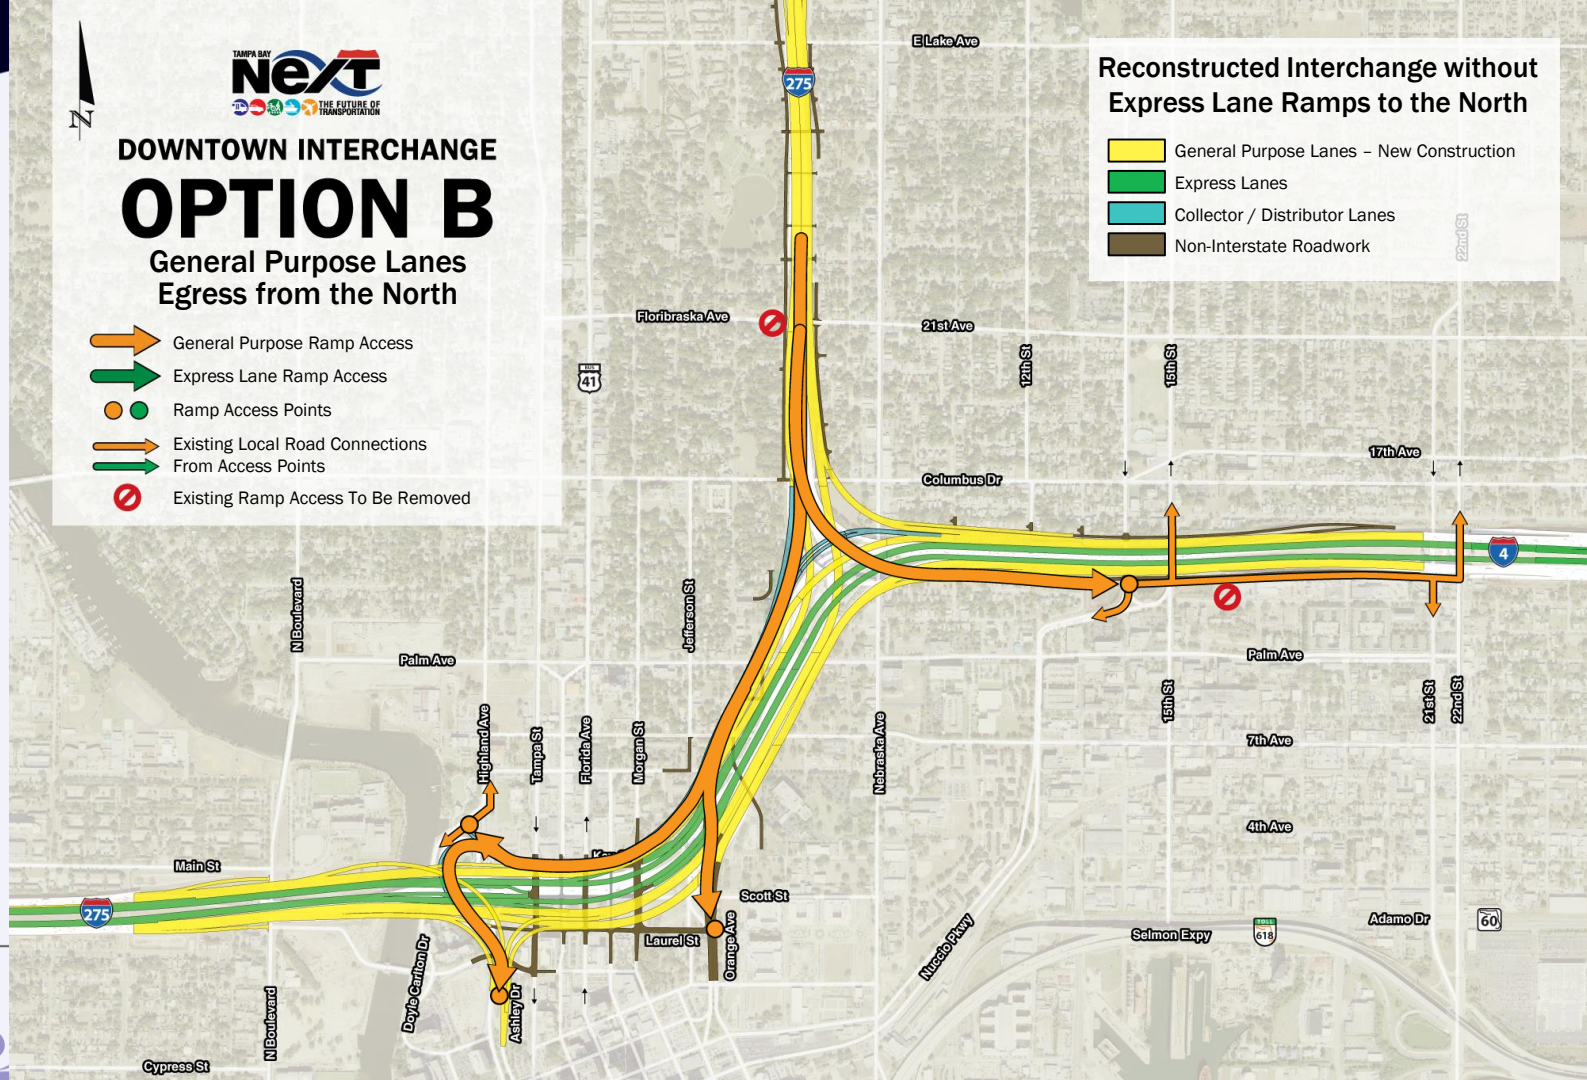 N
TAMPA BAY
NeXT
THE FUTURE OF
TRANSPORTATION
DOWNTOWN INTERCHANGE
OPTION B
General Purpose Lanes
Egress from the North
General Purpose Ramp Access
Express Lane Ramp Access
Ramp Access Points
Existing Local Road Connections
From Access Points
Existing Ramp Access To Be Removed
Reconstructed Interchange without
Express Lane Ramps to the North
General Purpose Lanes – New Construction
Express Lanes
Collector / Distributor Lanes
Non-Interstate Roadwork
E Lake Ave
275
22nd St
Floribraska Ave
21st Ave
41
12th St
15th St
17th Ave
Columbus Dr
4
N Boulevard
Jefferson St
Palm Ave
Palm Ave
15th St
21st St
22nd St
Highland Ave
Tampa St
Florida Ave
Morgan St
Nebraska Ave
7th Ave
4th Ave
Main St
Scott St
275
Laurel St
Orange Ave
Nuccio Pkwy
Selmon Expy
TOLL
618
Adamo Dr
60
Doyle Carlton Dr
Ashley Dr
N Boulevard
Cypress St